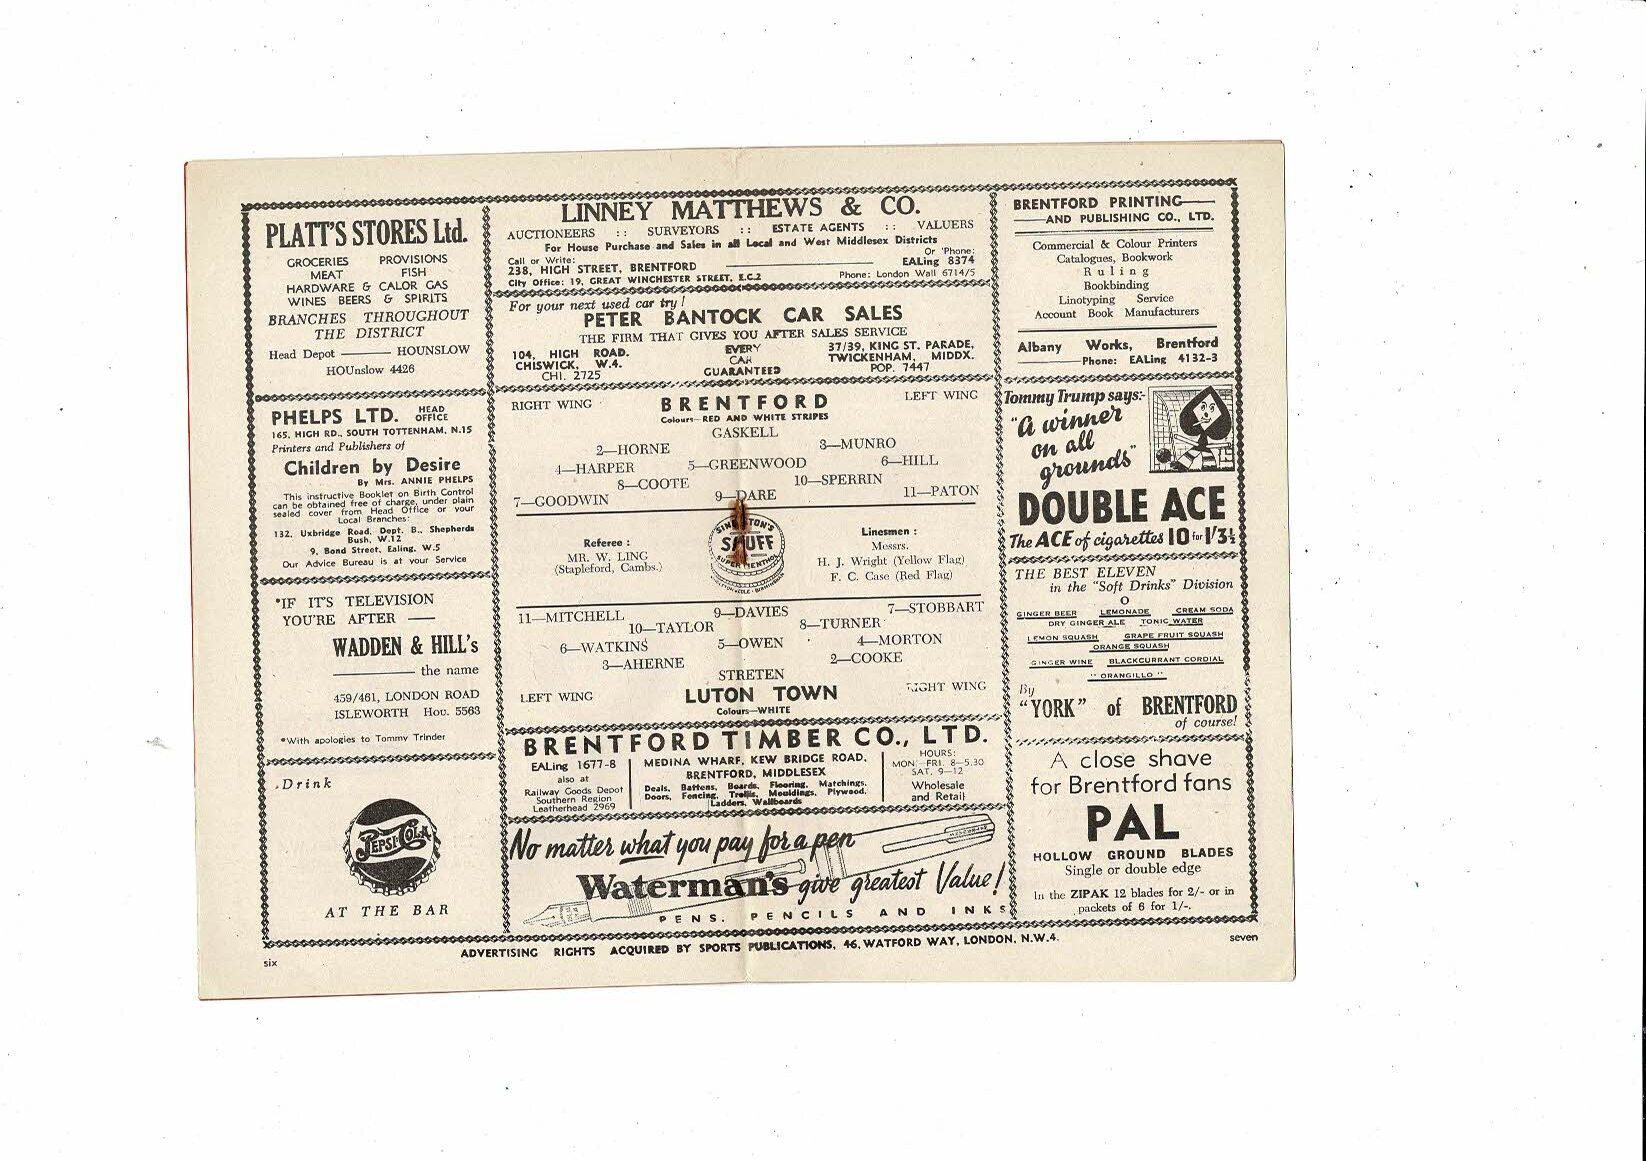 PLATT'S STORES Ltd.
GROCERIES PROVISIONS
MEAT FISH
HARDWARE & CALOR GAS
WINES BEERS & SPIRITS
BRANCHES THROUGHOUT
THE DISTRICT
Head Depot ——— HOUNSLOW
HOUnslow 4426
PHELPS LTD. HEAD OFFICE
165, HIGH RD., SOUTH TOTTENHAM, N.15
Printers and Publishers of
Children by Desire
By Mrs. ANNIE PHELPS
This instructive Booklet on Birth Control
can be obtained free of charge, under plain
sealed cover from Head Office or your
Local Branches:
132, Uxbridge Road, Dept. B., Shepherds
Bush, W.12
9, Bond Street, Ealing, W.5
Our Advice Bureau is at your Service
*IF IT'S TELEVISION
YOU'RE AFTER —
WADDEN & HILL's
——— the name
459/461, LONDON ROAD
ISLEWORTH Hou. 5563
*With apologies to Tommy Trinder
Drink
PEPSI-COLA
AT THE BAR
LINNEY MATTHEWS & CO.
AUCTIONEERS :: SURVEYORS :: ESTATE AGENTS :: VALUERS
For House Purchase and Sales in all Local and West Middlesex Districts
Call or Write: Or 'Phone:
238, HIGH STREET, BRENTFORD ——— EALing 8374
City Office: 19, GREAT WINCHESTER STREET, E.C.2 Phone: London Wall 6714/5
For your next used car try!
PETER BANTOCK CAR SALES
THE FIRM THAT GIVES YOU AFTER SALES SERVICE
104, HIGH ROAD, EVERY 37/39, KING ST. PARADE,
CHISWICK, W.4. CAR TWICKENHAM, MIDDX.
CHI. 2725 GUARANTEED POP. 7447
RIGHT WING BRENTFORD LEFT WING
Colours—RED AND WHITE STRIPES
GASKELL
2—HORNE 3—MUNRO
4—HARPER 5—GREENWOOD 6—HILL
8—COOTE 10—SPERRIN
7—GOODWIN 9—DARE 11—PATON
Referee :
MR. W. LING
(Stapleford, Cambs.)
SNUFF
SUPER MENTHOL
Linesmen :
Messrs.
H. J. Wright (Yellow Flag)
F. C. Case (Red Flag)
11—MITCHELL 9—DAVIES 7—STOBBART
10—TAYLOR 8—TURNER
6—WATKINS 5—OWEN 4—MORTON
3—AHERNE 2—COOKE
STRETEN
LEFT WING LUTON TOWN RIGHT WING
Colours—WHITE
BRENTFORD TIMBER CO., LTD.
EALing 1677-8
also at
Railway Goods Depot
Southern Region
Leatherhead 2969
MEDINA WHARF, KEW BRIDGE ROAD,
BRENTFORD, MIDDLESEX
Deals, Battens, Boards, Flooring, Matchings,
Doors, Fencing, Trellis, Mouldings, Plywood,
Ladders, Wallboards
HOURS:
MON.-FRI. 8—5.30
SAT. 9—12
Wholesale
and Retail
No matter what you pay for a pen
Waterman's give greatest Value!
PENS, PENCILS AND INKS
BRENTFORD PRINTING——
——AND PUBLISHING CO., LTD.
Commercial & Colour Printers
Catalogues, Bookwork
Ruling
Bookbinding
Linotyping Service
Account Book Manufacturers
Albany Works, Brentford
——Phone: EALing 4132-3
Tommy Trump says:-
"A winner
on all
grounds"
DOUBLE ACE
The ACE of cigarettes 10 for 1/3½
THE BEST ELEVEN
in the "Soft Drinks" Division
O
GINGER BEER LEMONADE CREAM SODA
DRY GINGER ALE TONIC WATER
LEMON SQUASH GRAPE FRUIT SQUASH
ORANGE SQUASH
GINGER WINE BLACKCURRANT CORDIAL
"ORANGILLO"
By
"YORK" of BRENTFORD
of course!
A close shave
for Brentford fans
PAL
HOLLOW GROUND BLADES
Single or double edge
In the ZIPAK 12 blades for 2/- or in
packets of 6 for 1/-.
ADVERTISING RIGHTS ACQUIRED BY SPORTS PUBLICATIONS, 46, WATFORD WAY, LONDON, N.W.4.
six
seven